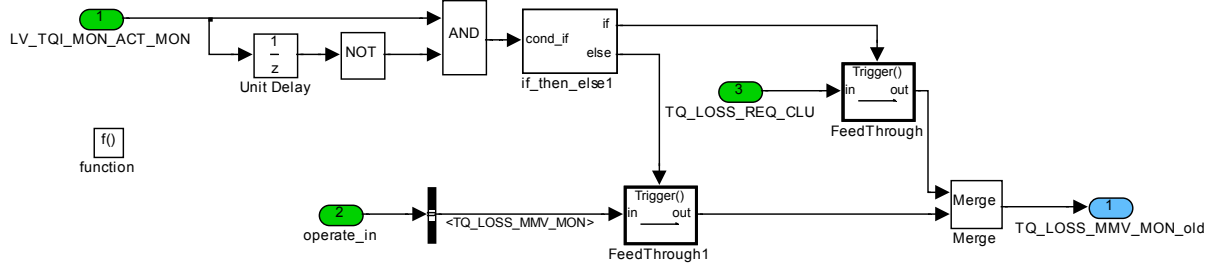 1
LV_TQI_MON_ACT_MON
1
z
Unit Delay
NOT
AND
cond_if
if
else
if_then_else1
3
TQ_LOSS_REQ_CLU
Trigger()
in
out
FeedThrough
f()
function
2
operate_in
<TQ_LOSS_MMV_MON>
Trigger()
in
out
FeedThrough1
Merge
Merge
1
TQ_LOSS_MMV_MON_old